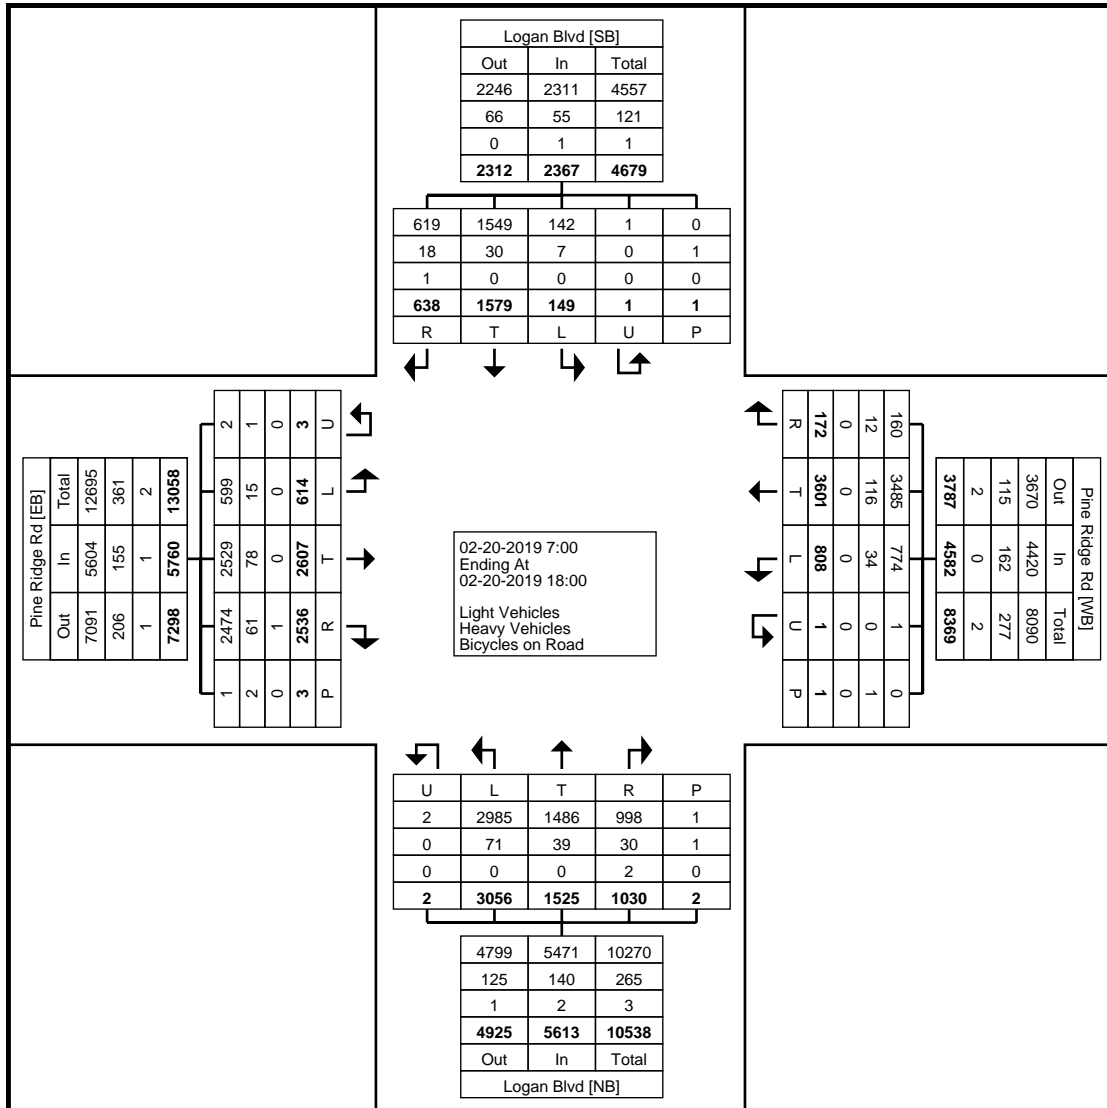 Logan Blvd [SB]
Out In Total
2246 2311 4557
66 55 121
0 1 1
2312 2367 4679
619 1549 142 1 0
18 30 7 0 1
1 0 0 0 0
638 1579 149 1 1
R T L U P
Pine Ridge Rd [EB]
Total In Out
12695 5604 7091
361 155 206
2 1 1
13058 5760 7298
2 599 2529 2474 1
1 15 78 61 2
0 0 0 1 0
3 614 2607 2536 3
U L T R P
02-20-2019 7:00
Ending At
02-20-2019 18:00
Light Vehicles
Heavy Vehicles
Bicycles on Road
Pine Ridge Rd [WB]
Out In Total
3670 4420 8090
115 162 277
2 0 2
3787 4582 8369
160 3485 774 1 0
12 116 34 0 1
0 0 0 0 0
172 3601 808 1 1
R T L U P
U L T R P
2 2985 1486 998 1
0 71 39 30 1
0 0 0 2 0
2 3056 1525 1030 2
4799 5471 10270
125 140 265
1 2 3
4925 5613 10538
Out In Total
Logan Blvd [NB]